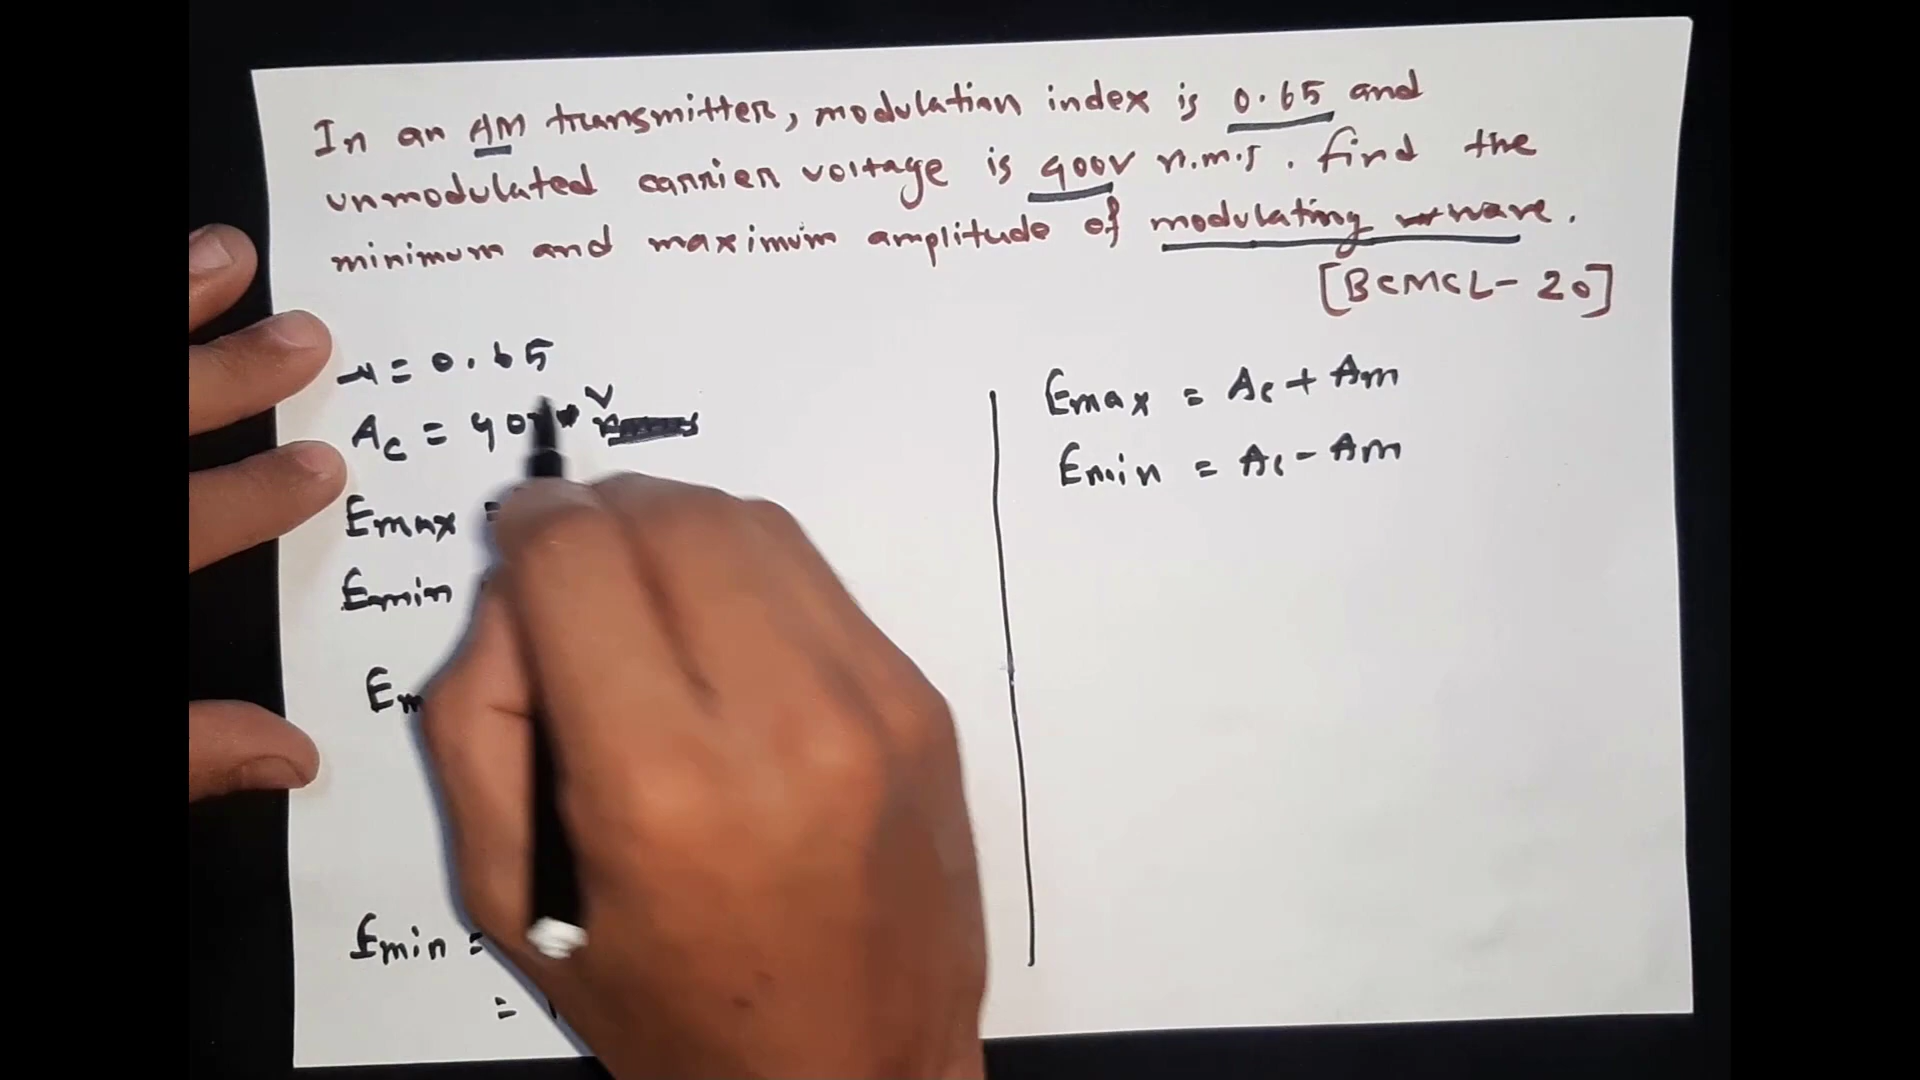 In an AM transmitter, modulation index is 0.65 and
unmodulated carrier voltage is 400V r.m.s. find the
minimum and maximum amplitude of modulating wave.
[BCMCL-20]
μ = 0.65
Ac = 40 V
Emax =
Emin
Em
Emin =
=
Emax = Ac + Am
Emin = Ac - Am